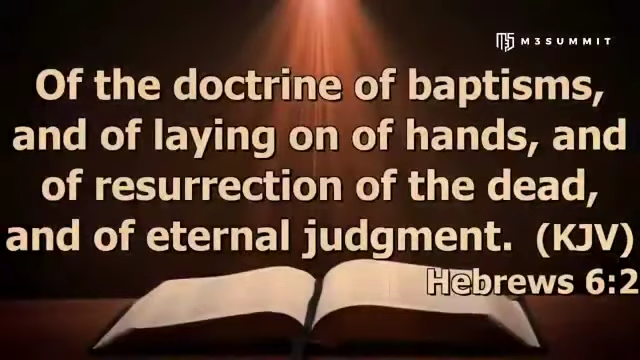 M3SUMMIT
Of the doctrine of baptisms,
and of laying on of hands, and
of resurrection of the dead,
and of eternal judgment. (KJV)
Hebrews 6:2